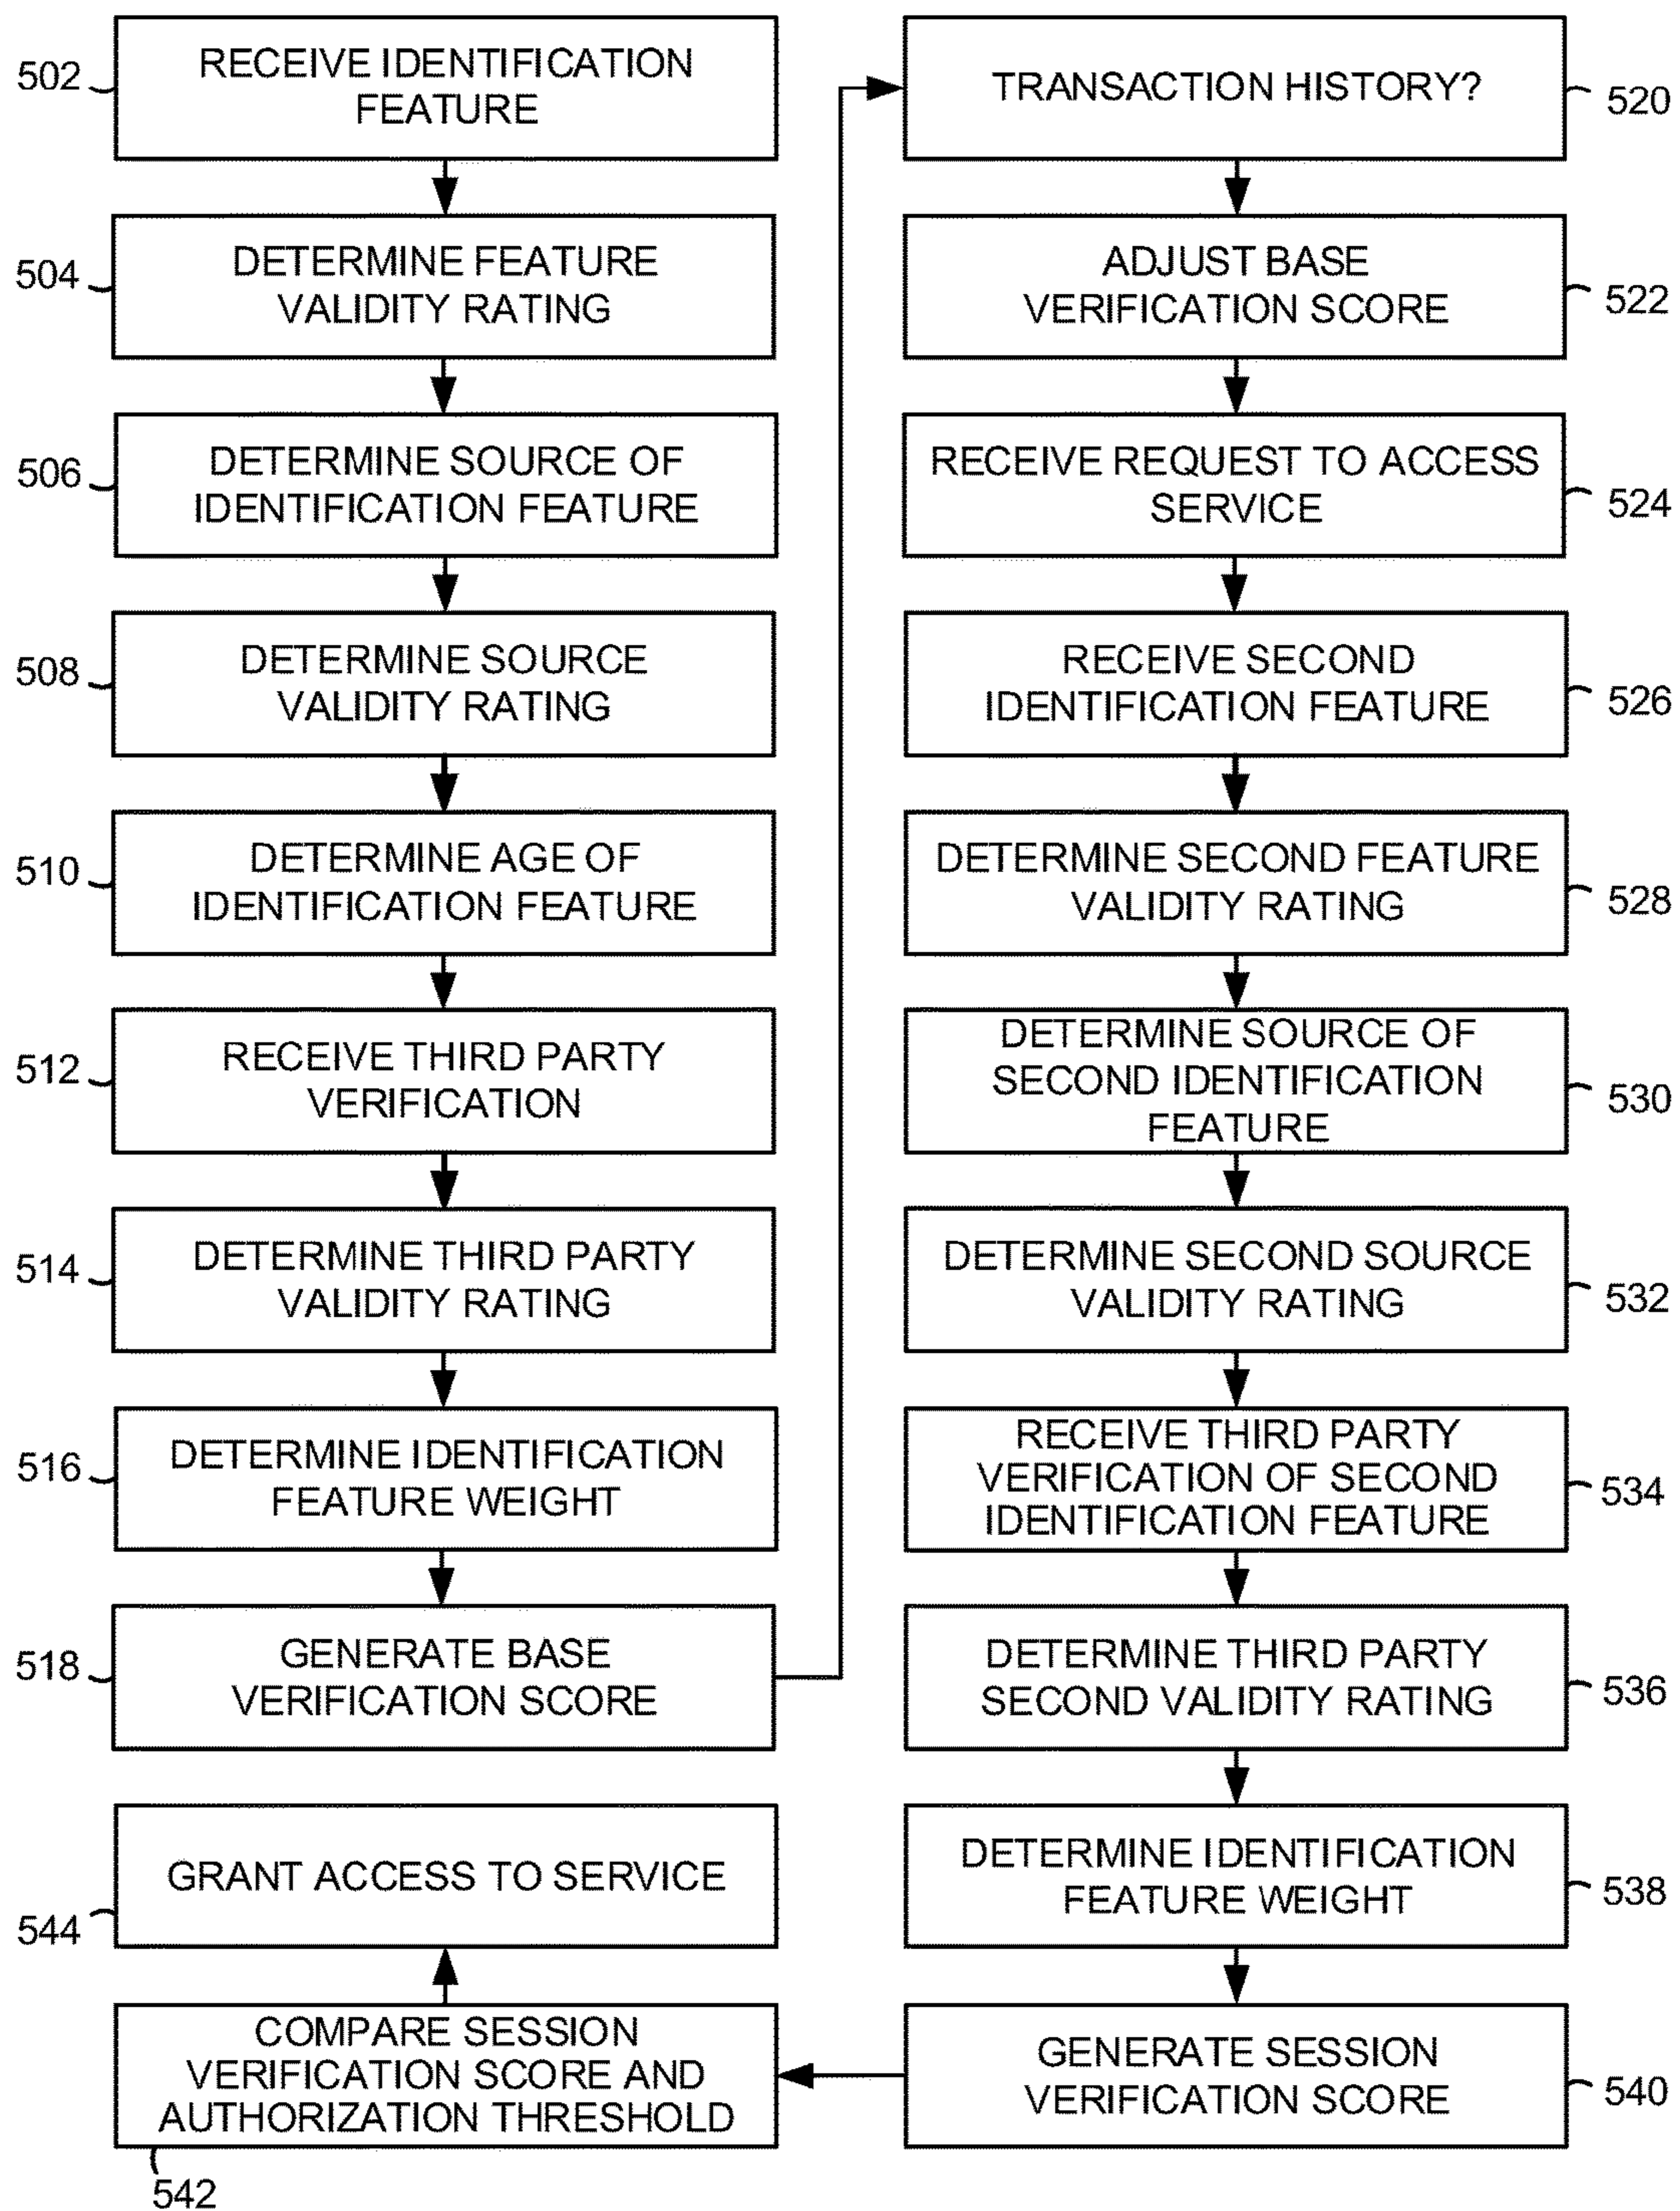 502
RECEIVE IDENTIFICATION
FEATURE
504
DETERMINE FEATURE
VALIDITY RATING
506
DETERMINE SOURCE OF
IDENTIFICATION FEATURE
508
DETERMINE SOURCE
VALIDITY RATING
510
DETERMINE AGE OF
IDENTIFICATION FEATURE
512
RECEIVE THIRD PARTY
VERIFICATION
514
DETERMINE THIRD PARTY
VALIDITY RATING
516
DETERMINE IDENTIFICATION
FEATURE WEIGHT
518
GENERATE BASE
VERIFICATION SCORE
TRANSACTION HISTORY?
520
ADJUST BASE
VERIFICATION SCORE
522
RECEIVE REQUEST TO ACCESS
SERVICE
524
RECEIVE SECOND
IDENTIFICATION FEATURE
526
DETERMINE SECOND FEATURE
VALIDITY RATING
528
DETERMINE SOURCE OF
SECOND IDENTIFICATION
FEATURE
530
DETERMINE SECOND SOURCE
VALIDITY RATING
532
RECEIVE THIRD PARTY
VERIFICATION OF SECOND
IDENTIFICATION FEATURE
534
DETERMINE THIRD PARTY
SECOND VALIDITY RATING
536
DETERMINE IDENTIFICATION
FEATURE WEIGHT
538
GENERATE SESSION
VERIFICATION SCORE
540
COMPARE SESSION
VERIFICATION SCORE AND
AUTHORIZATION THRESHOLD
542
GRANT ACCESS TO SERVICE
544